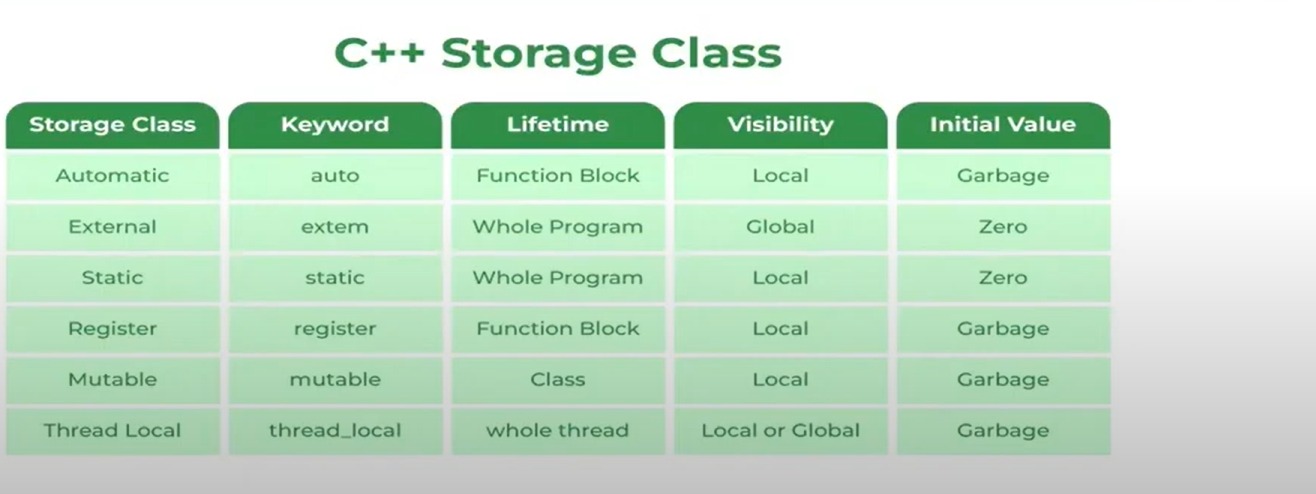 C++ Storage Class
Storage Class Keyword Lifetime Visibility Initial Value
Automatic auto Function Block Local Garbage
External extem Whole Program Global Zero
Static static Whole Program Local Zero
Register register Function Block Local Garbage
Mutable mutable Class Local Garbage
Thread Local thread_local whole thread Local or Global Garbage